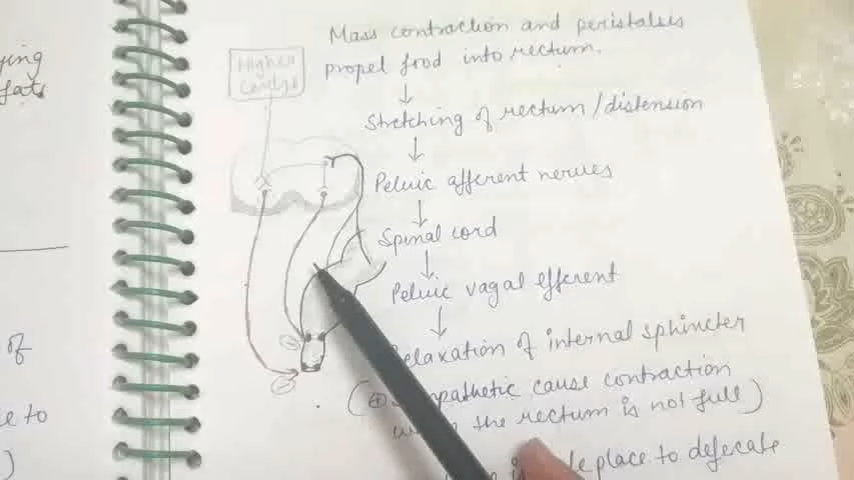 ying
fats
of
e to
)
Higher
Centre
Mass contraction and peristalsis
propel food into rectum.
↓
Stretching of rectum/distension
↓
Pelvic afferent nerves
↓
Spinal cord
↓
Pelvic vagal efferent
↓
Relaxation of internal sphincter
(⊕ pathetic cause contraction
the rectum is not full)
place to defecate